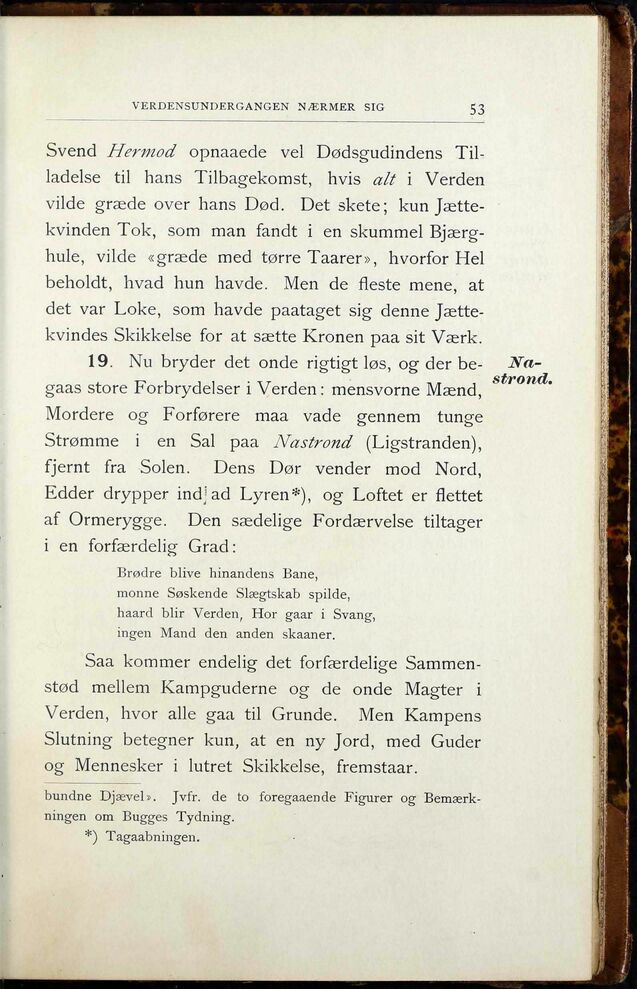 VERDENSUNDERGANGEN NÆRMER SIG 53
Svend Hermod opnaaede vel Dødsgudindens Til-
ladelse til hans Tilbagekomst, hvis alt i Verden
vilde græde over hans Død. Det skete; kun Jætte-
kvinden Tok, som man fandt i en skummel Bjærg-
hule, vilde «græde med tørre Taarer», hvorfor Hel
beholdt, hvad hun havde. Men de fleste mene, at
det var Loke, som havde paataget sig denne Jætte-
kvindes Skikkelse for at sætte Kronen paa sit Værk.
19. Nu bryder det onde rigtigt løs, og der be-
gaas store Forbrydelser i Verden: mensvorne Mænd,
Mordere og Forførere maa vade gennem tunge
Strømme i en Sal paa Nastrond (Ligstranden),
fjernt fra Solen. Dens Dør vender mod Nord,
Edder drypper ind ad Lyren*), og Loftet er flettet
af Ormerygge. Den sædelige Fordærvelse tiltager
i en forfærdelig Grad:
Na-
strond.
Brødre blive hinandens Bane,
monne Søskende Slægtskab spilde,
haard blir Verden, Hor gaar i Svang,
ingen Mand den anden skaaner.
Saa kommer endelig det forfærdelige Sammen-
stød mellem Kampguderne og de onde Magter i
Verden, hvor alle gaa til Grunde. Men Kampens
Slutning betegner kun, at en ny Jord, med Guder
og Mennesker i lutret Skikkelse, fremstaar.
bundne Djævel». Jvfr. de to foregaaende Figurer og Bemærk-
ningen om Bugges Tydning.
*) Tagaabningen.